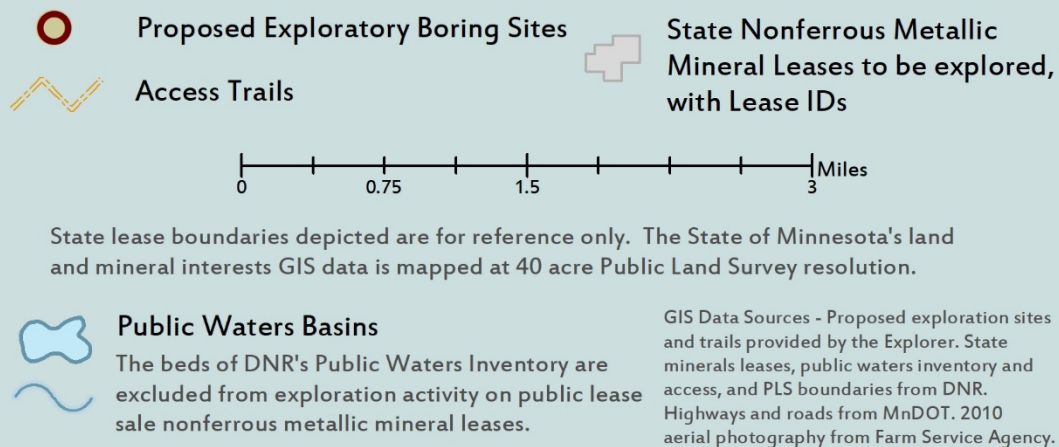 Proposed Exploratory Boring Sites
Access Trails
State Nonferrous Metallic
Mineral Leases to be explored,
with Lease IDs
Miles
0
0.75
1.5
3
State lease boundaries depicted are for reference only. The State of Minnesota's land
and mineral interests GIS data is mapped at 40 acre Public Land Survey resolution.
Public Waters Basins
The beds of DNR's Public Waters Inventory are
excluded from exploration activity on public lease
sale nonferrous metallic mineral leases.
GIS Data Sources - Proposed exploration sites
and trails provided by the Explorer. State
minerals leases, public waters inventory and
access, and PLS boundaries from DNR.
Highways and roads from MnDOT. 2010
aerial photography from Farm Service Agency.